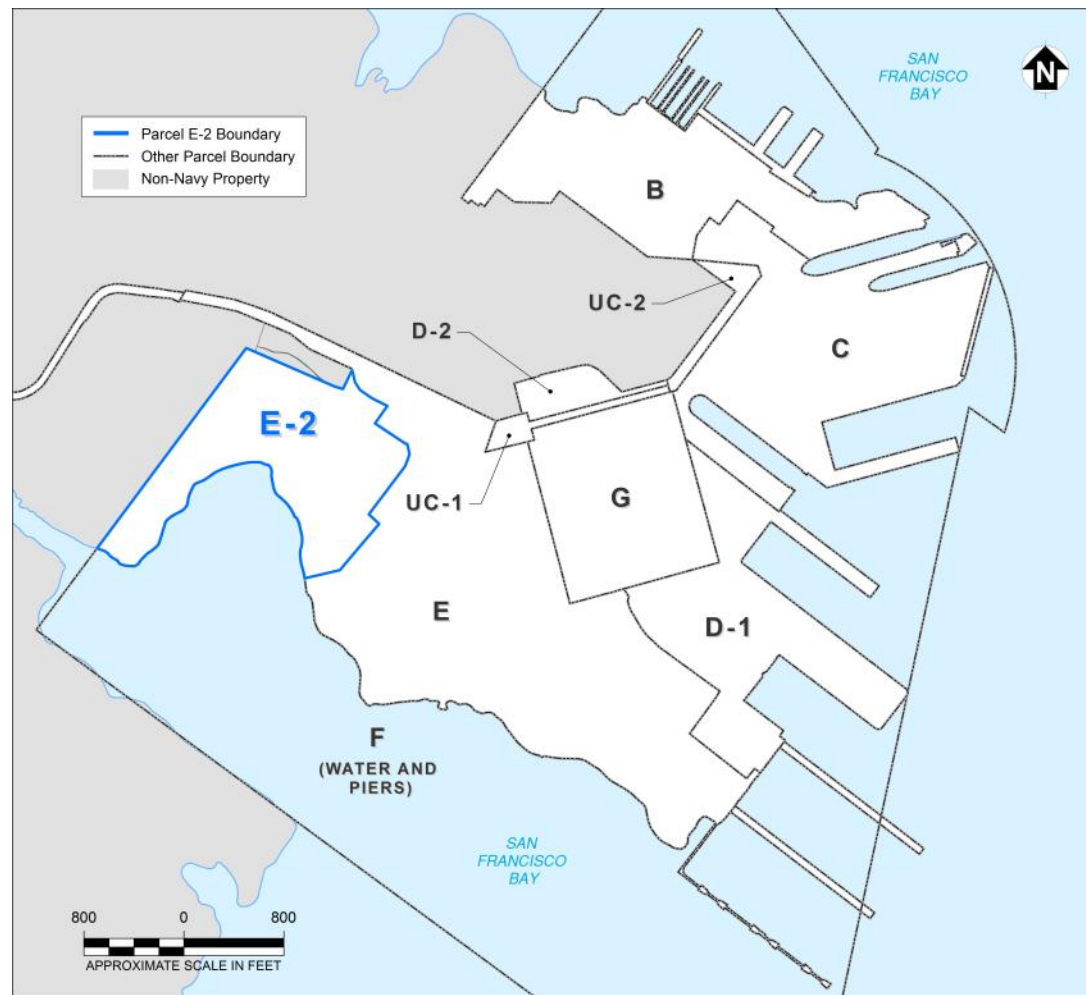 SAN
FRANCISCO
BAY
N
Parcel E-2 Boundary
Other Parcel Boundary
Non-Navy Property
B
UC-2
D-2
C
E-2
UC-1
G
E
D-1
F
(WATER AND
PIERS)
SAN
FRANCISCO
BAY
800 0 800
APPROXIMATE SCALE IN FEET